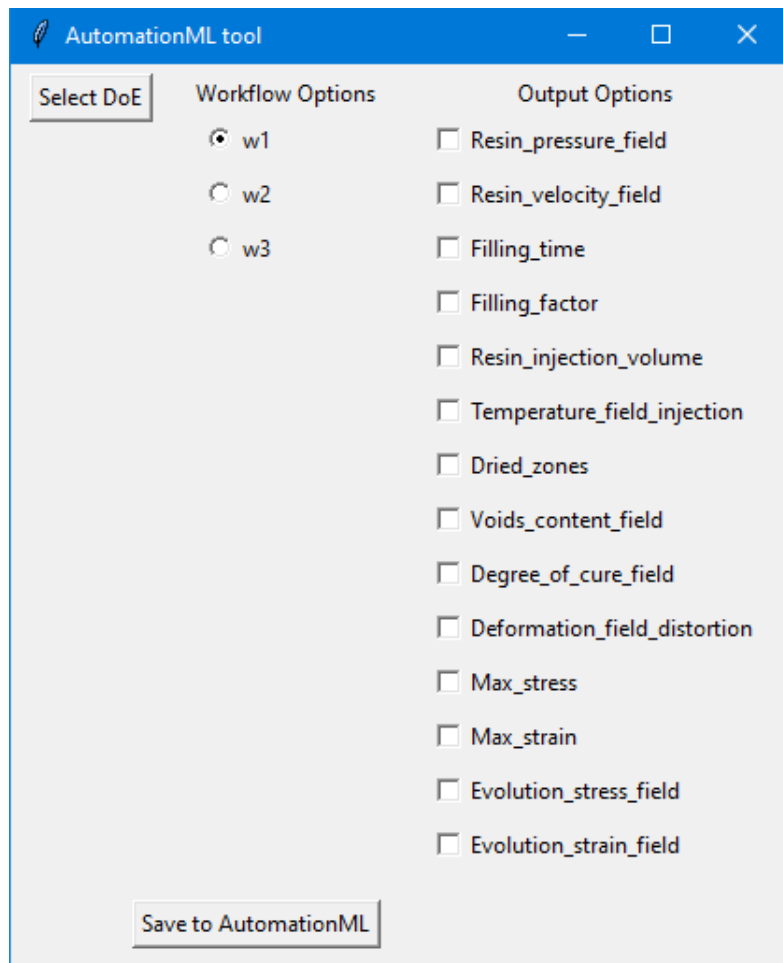 AutomationML tool
Select DoE
Workflow Options
Output Options
w1
Resin_pressure_field
w2
Resin_velocity_field
w3
Filling_time
Filling_factor
Resin_injection_volume
Temperature_field_injection
Dried_zones
Voids_content_field
Degree_of_cure_field
Deformation_field_distortion
Max_stress
Max_strain
Evolution_stress_field
Evolution_strain_field
Save to AutomationML